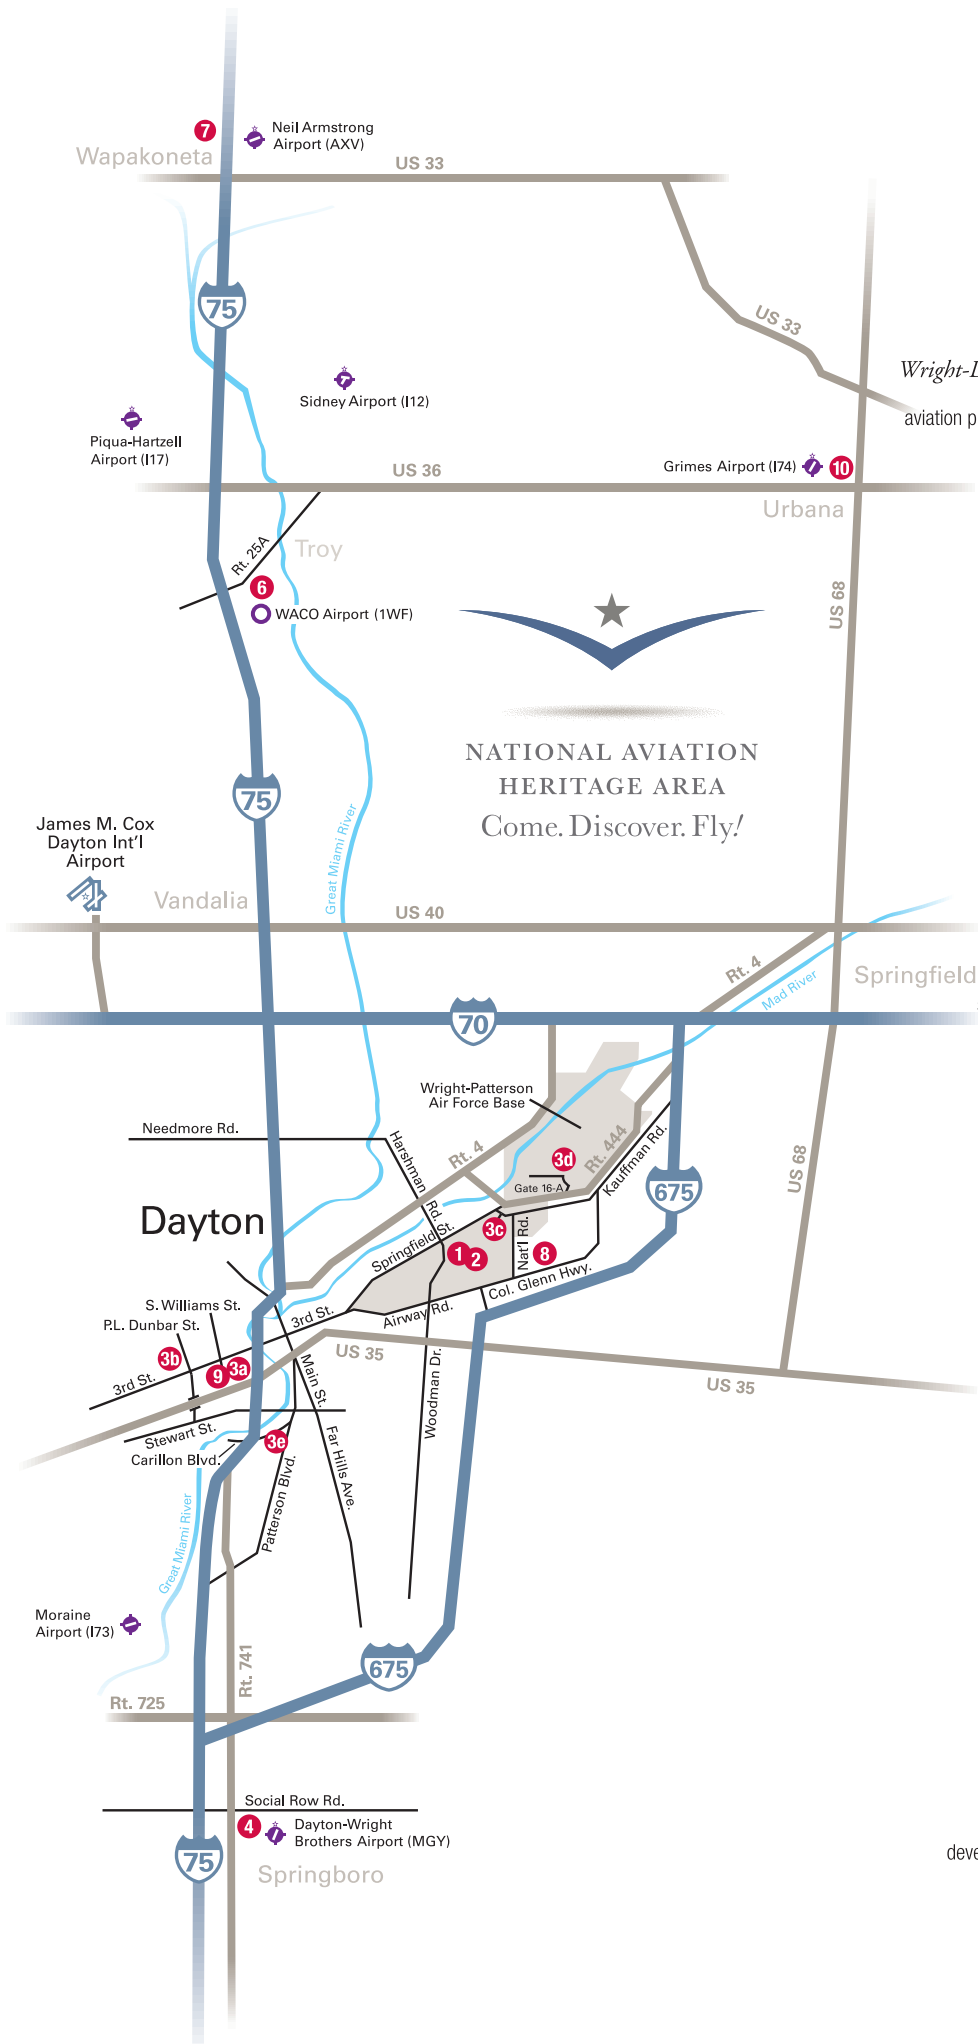 7
Neil Armstrong
Airport (AXV)
Wapakoneta
US 33
75
US 33
Wright-
Sidney Airport (I12)
aviation p
Piqua-Hartzell
Airport (I17)
US 36
Grimes Airport (I74)
10
Urbana
Rt. 25A
Troy
6
WACO Airport (1WF)
US 68
NATIONAL AVIATION
HERITAGE AREA
Come. Discover. Fly!
75
Great Miami River
James M. Cox
Dayton Int'l
Airport
Vandalia
US 40
Rt. 4
Mad River
Springfield
70
Wright-Patterson
Air Force Base
Needmore Rd.
Harshman Rd.
Rt. 4
Rt. 444
Kauffman Rd.
3d
Gate 16-A
US 68
675
Dayton
Springfield St.
3c
1
2
Nat'l Rd.
8
Col. Glenn Hwy.
Airway Rd.
S. Williams St.
P.L. Dunbar St.
3rd St.
3b
9
3a
US 35
US 35
3rd St.
Main St.
Woodman Dr.
Stewart St.
Carillon Blvd.
3e
Far Hills Ave.
Patterson Blvd.
Great Miami River
Moraine
Airport (I73)
Rt. 741
675
Rt. 725
Social Row Rd.
4
Dayton-Wright
Brothers Airport (MGY)
75
Springboro
deve